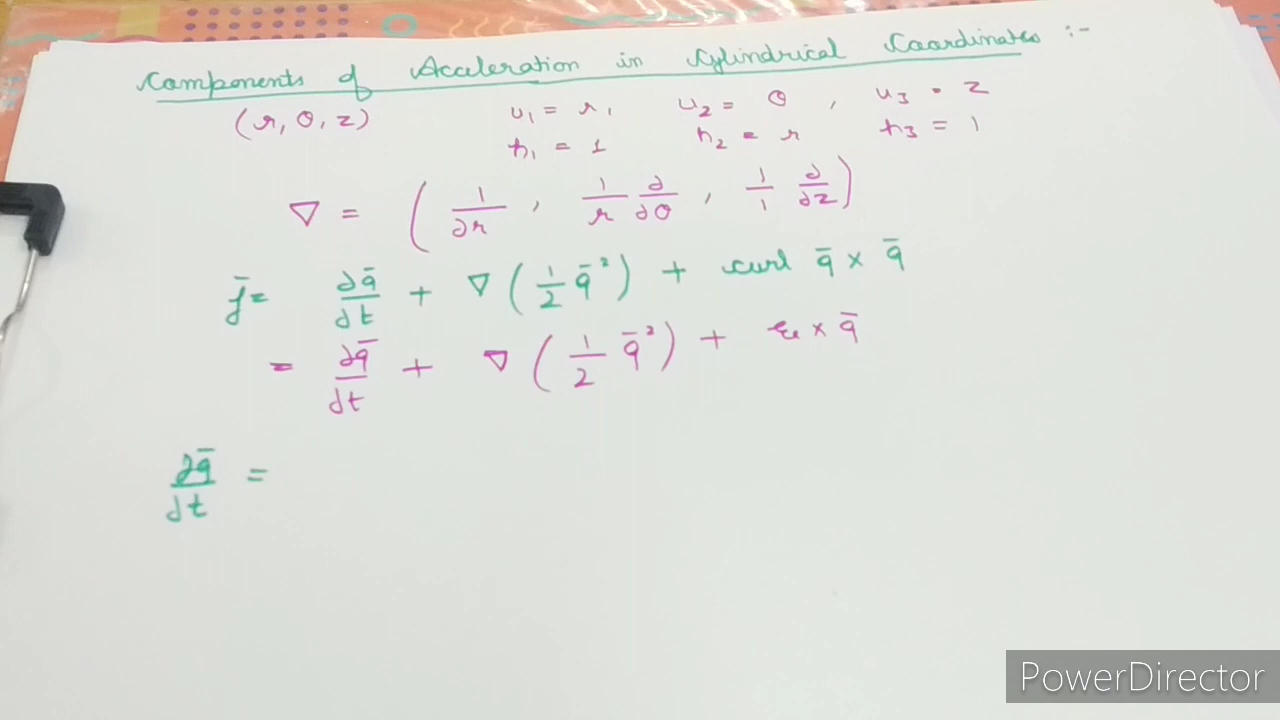 Components of Acceleration in Cylindrical Coordinates :-
(r, θ, z) u₁ = r, u₂ = θ , u₃ = z
h₁ = 1 h₂ = r h₃ = 1
∇ = ( 1/∂r , 1/r ∂/∂θ , 1/1 ∂/∂z )
f̄ = ∂q̄/∂t + ∇ ( 1/2 q̄² ) + curl q̄ × q̄
= ∂q̄/∂t + ∇ ( 1/2 q̄² ) + ξ × q̄
∂q̄/∂t =
PowerDirector